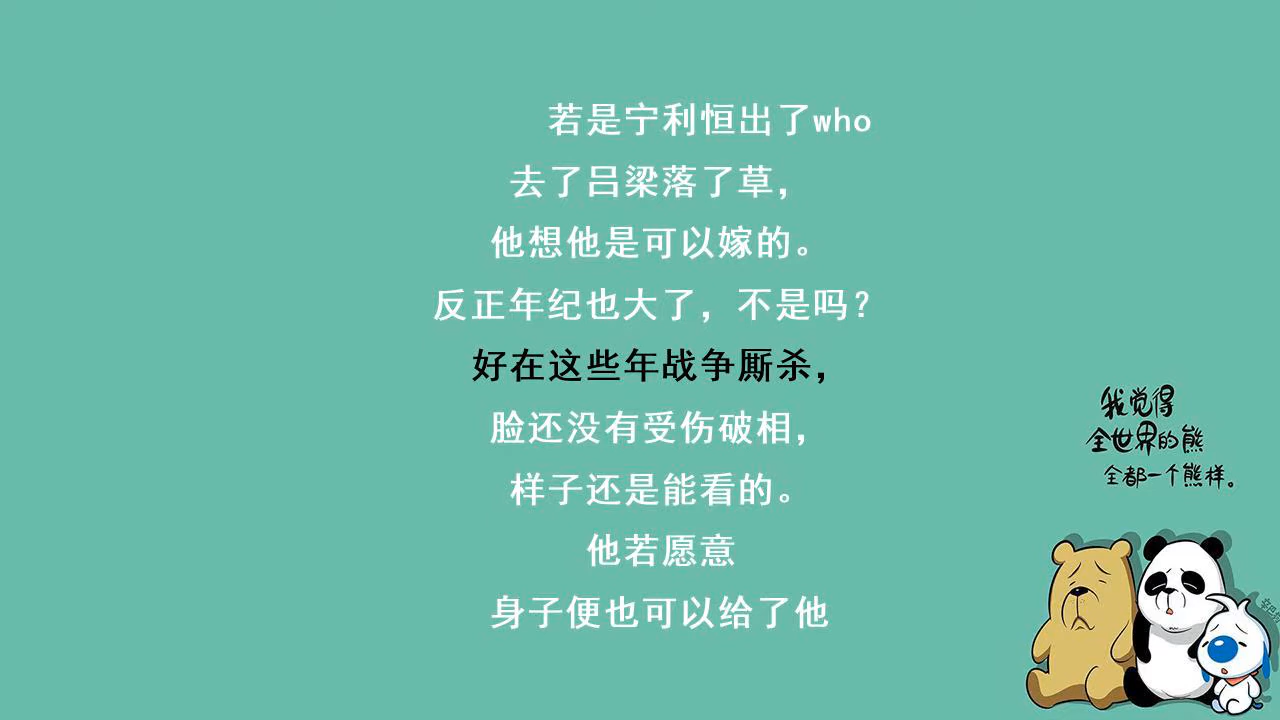 若是宁利恒出了who
去了吕梁落了草，
他想他是可以嫁的。
反正年纪也大了，不是吗？
好在这些年战争厮杀，
脸还没有受伤破相，
样子还是能看的。
他若愿意
身子便也可以给了他
我觉得
全世界的熊
全都一个熊样。